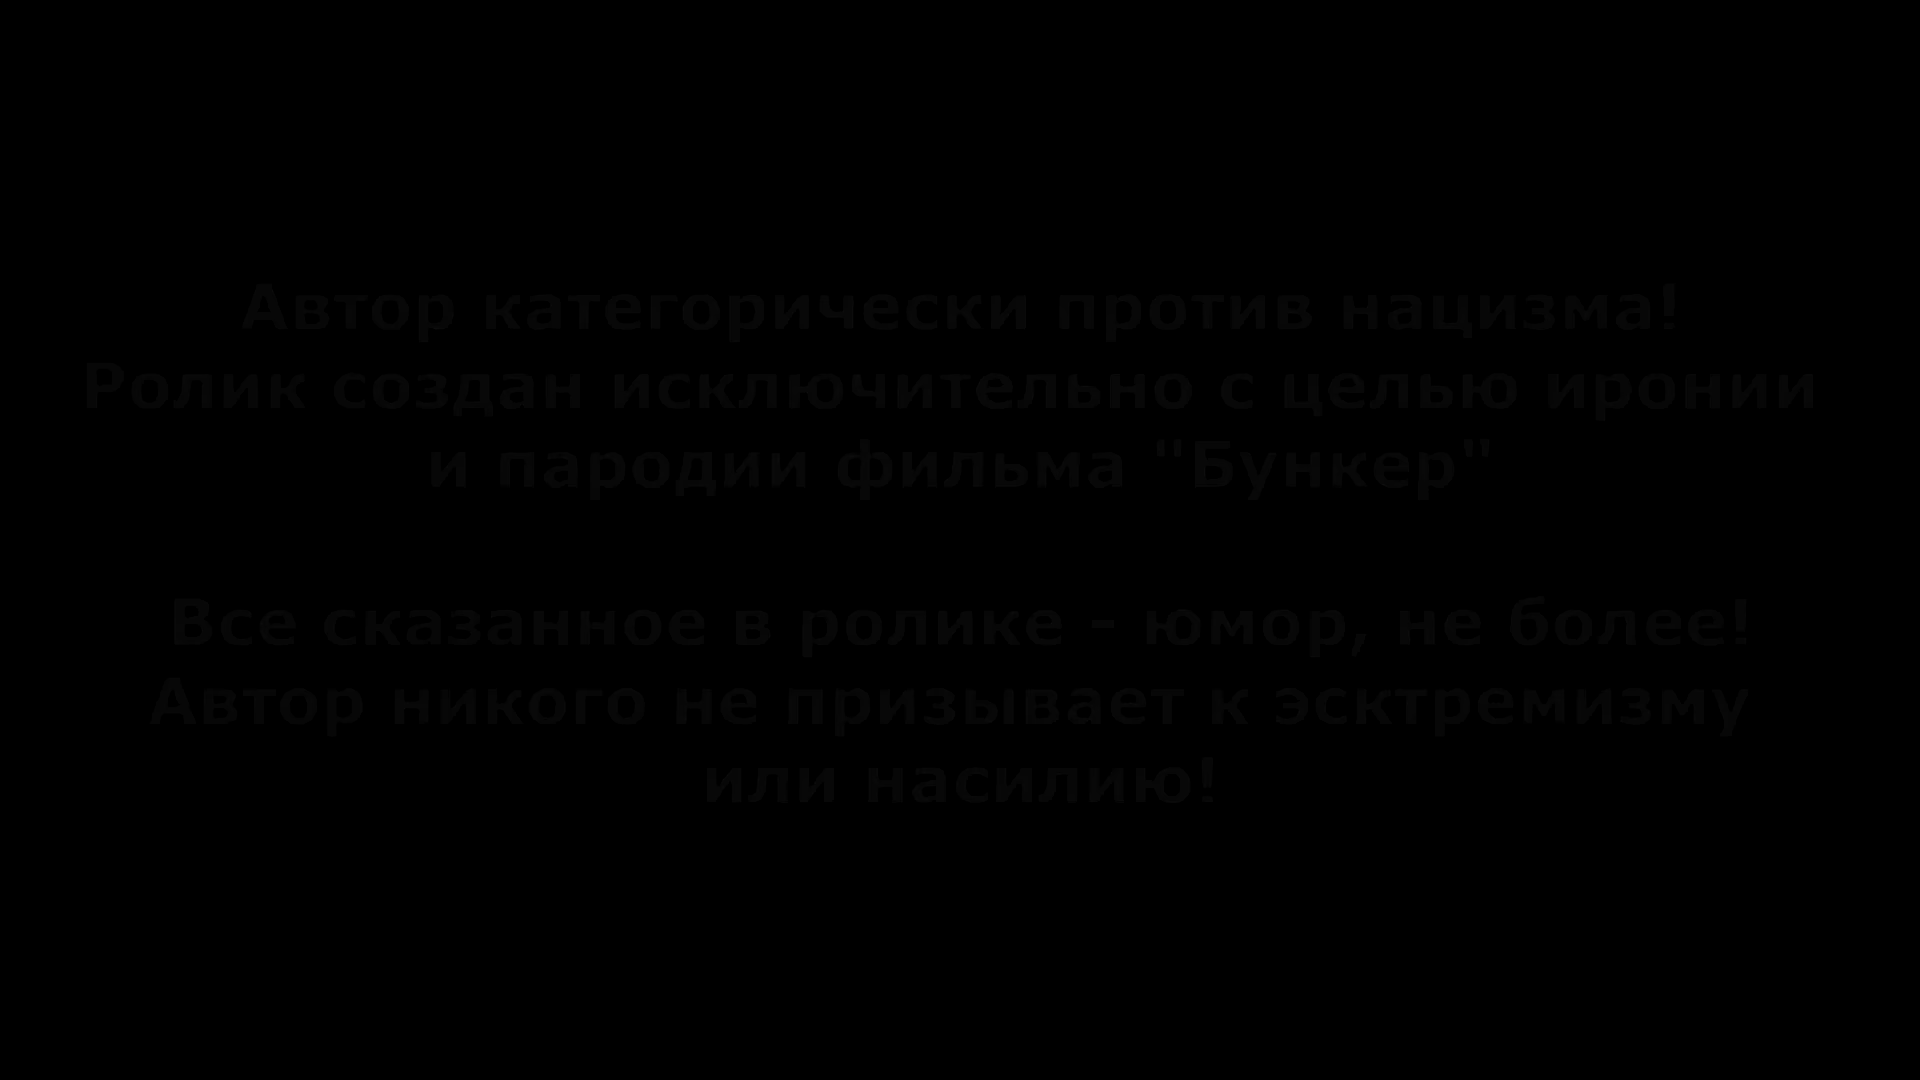 Автор категорически против нацизма!
Ролик создан исключительно с целью иронии
и пародии фильма "Бункер"
Все сказанное в ролике - юмор, не более!
Автор никого не призывает к эсктремизму
или насилию!